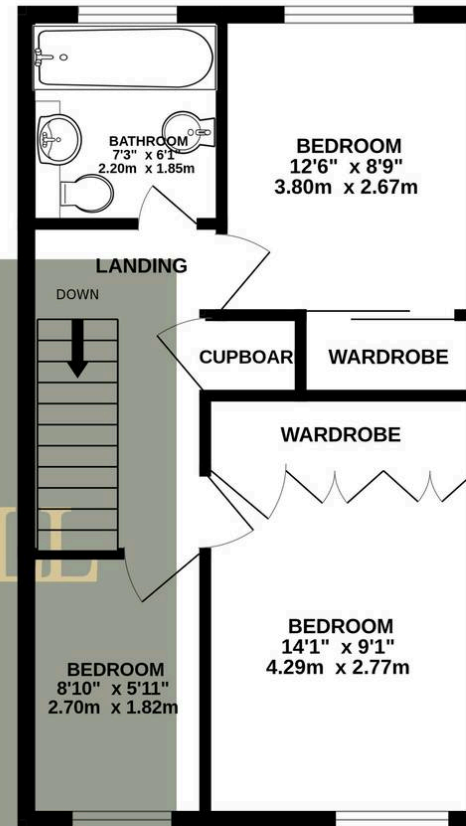 BATHROOM
7'3" x 6'1"
2.20m x 1.85m
BEDROOM
12'6" x 8'9"
3.80m x 2.67m
LANDING
DOWN
CUPBOAR
WARDROBE
WARDROBE
LL
BEDROOM
14'1" x 9'1"
4.29m x 2.77m
BEDROOM
8'10" x 5'11"
2.70m x 1.82m